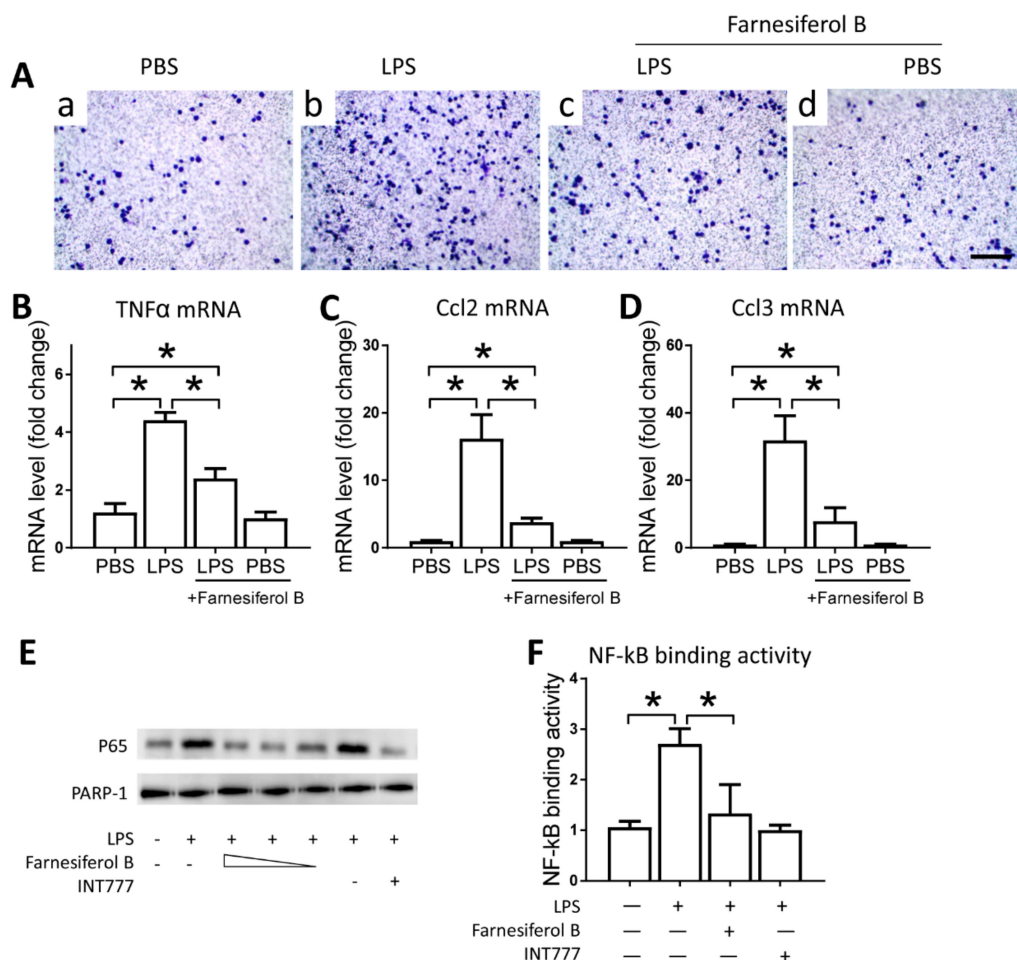 Farnesiferol B
PBS LPS LPS PBS
A
a b c d
B TNFα mRNA
mRNA level (fold change)
6
4
2
0
PBS LPS LPS PBS
+Farnesiferol B
* * *
C Ccl2 mRNA
mRNA level (fold change)
30
20
10
0
PBS LPS LPS PBS
+Farnesiferol B
* * *
D Ccl3 mRNA
mRNA level (fold change)
60
40
20
0
PBS LPS LPS PBS
+Farnesiferol B
* * *
E
P65
PARP-1
LPS - + + + + + +
Farnesiferol B - -
INT777 - +
F NF-kB binding activity
NF-kB binding activity
4
3
2
1
0
* *
LPS — + + +
Farnesiferol B — — + —
INT777 — — — +